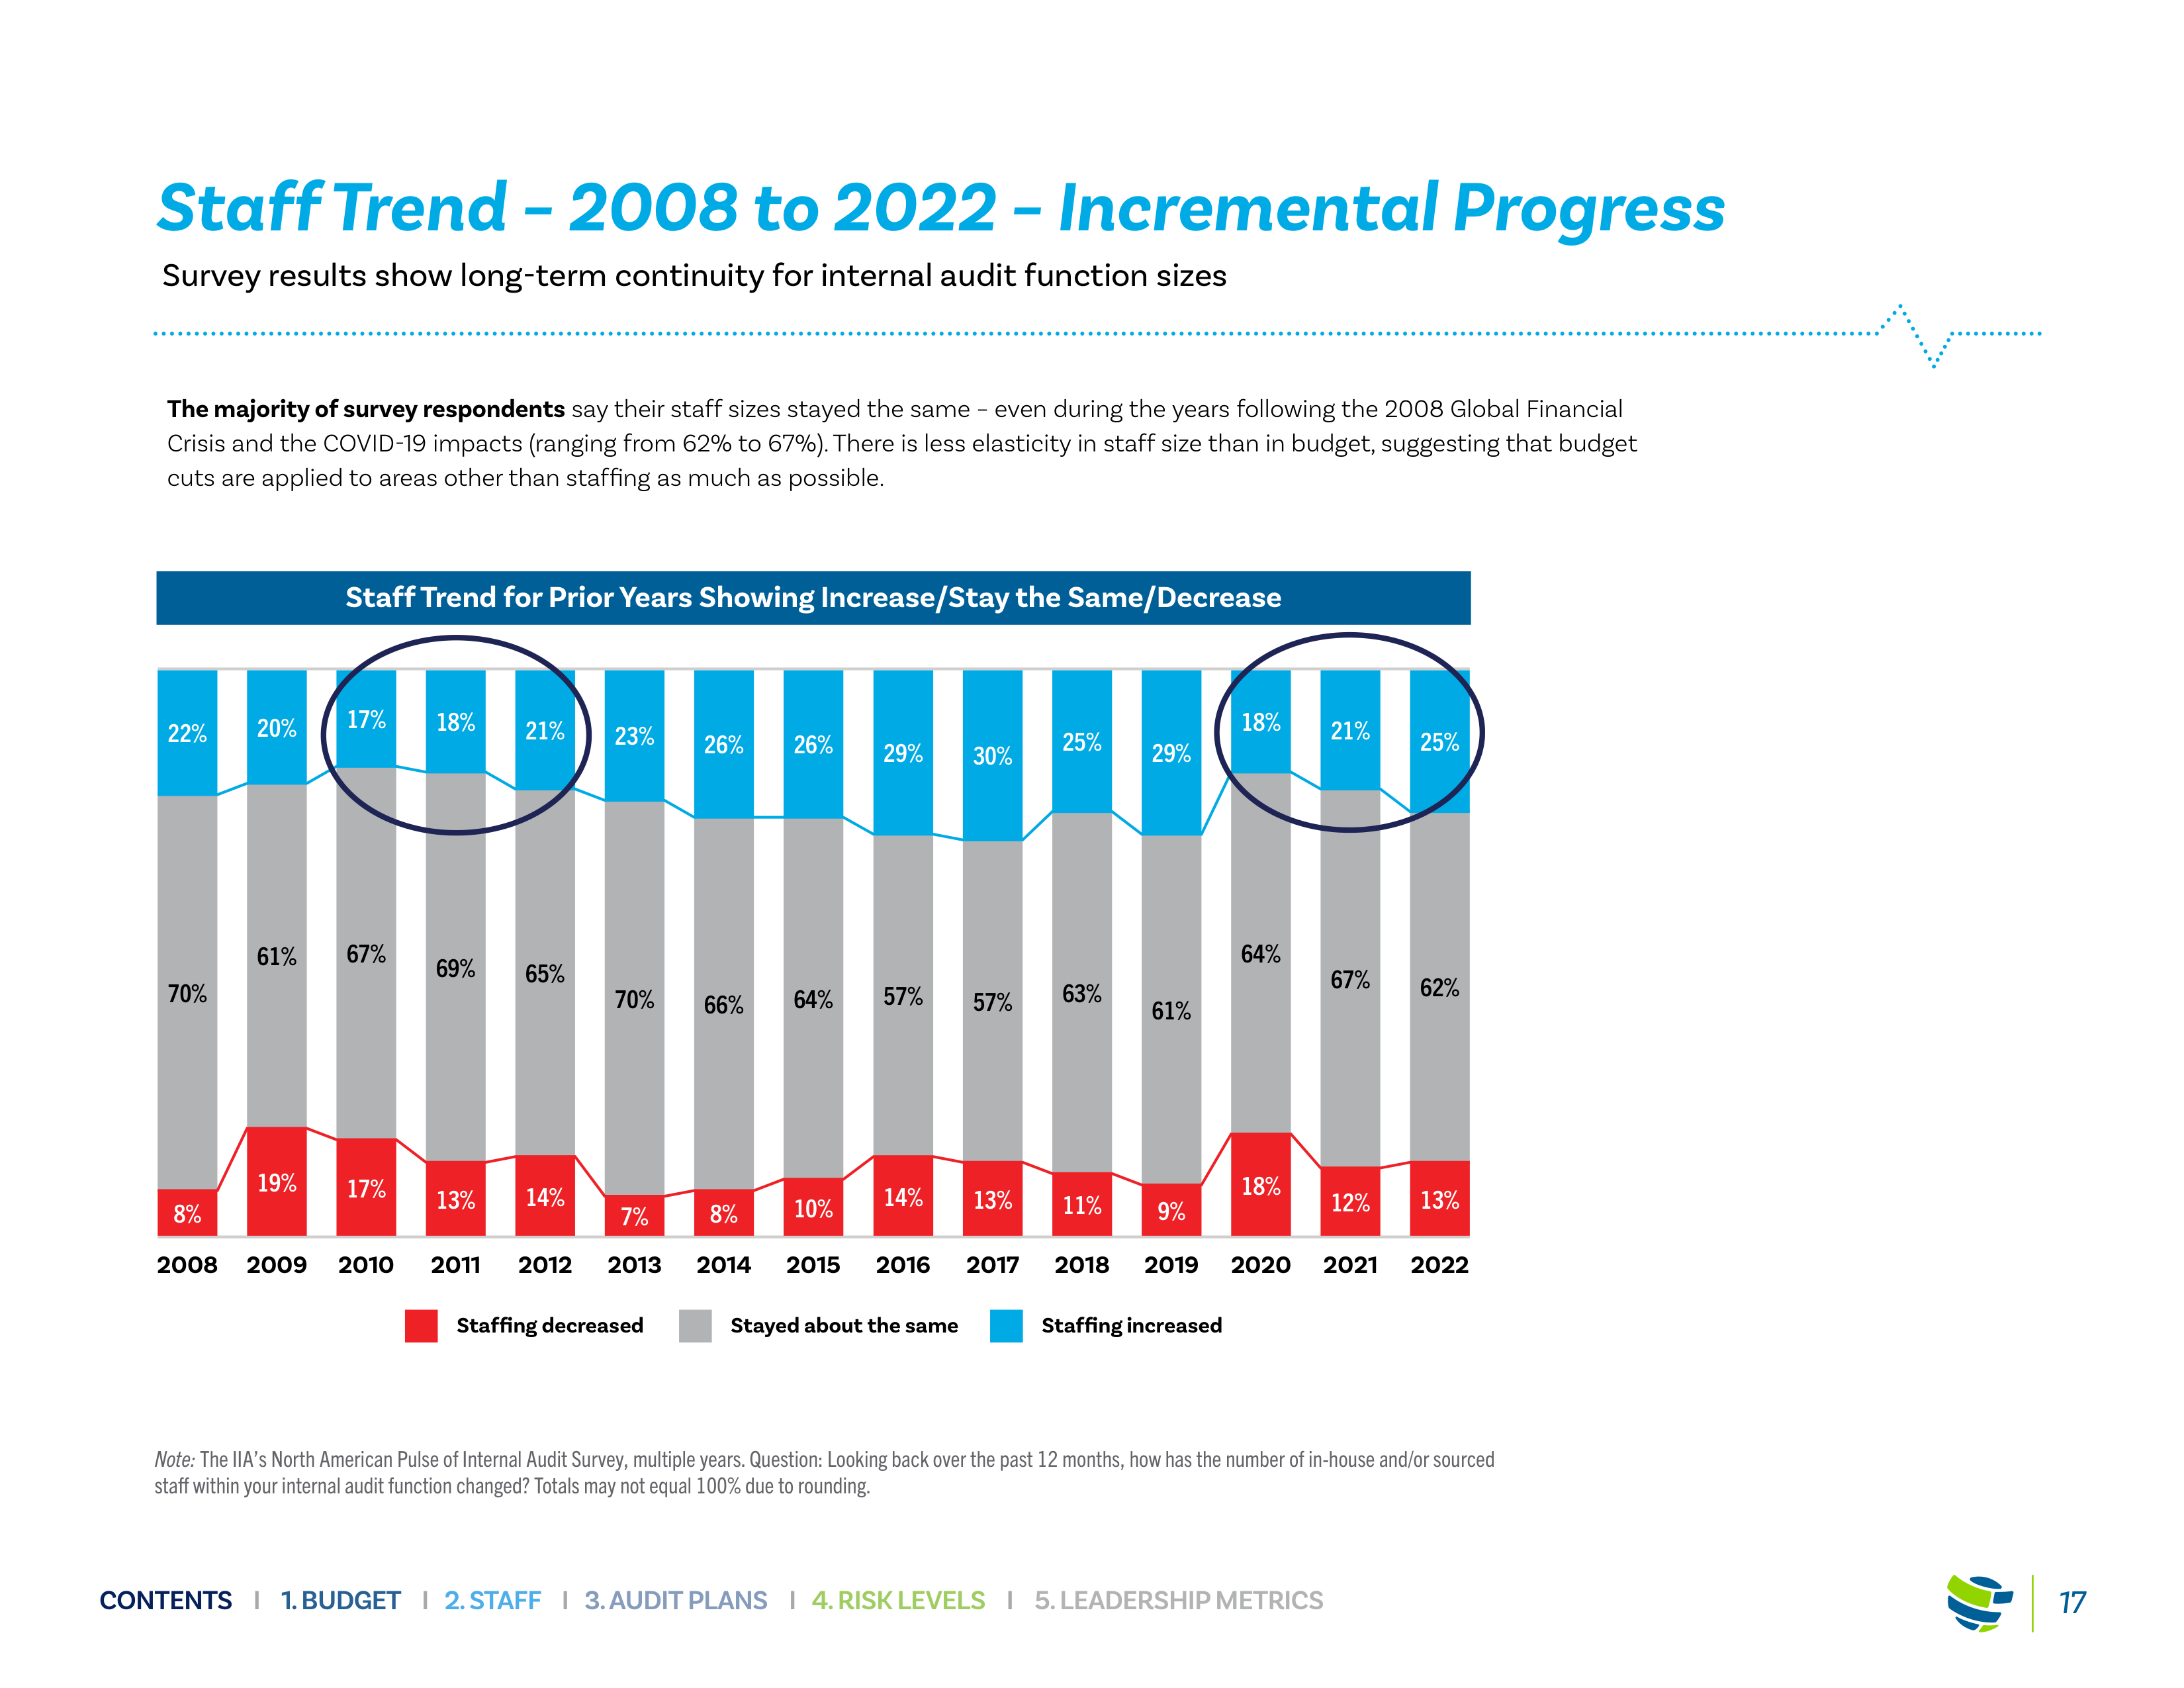 Staff Trend – 2008 to 2022 – Incremental Progress
Survey results show long-term continuity for internal audit function sizes
The majority of survey respondents say their staff sizes stayed the same – even during the years following the 2008 Global Financial
Crisis and the COVID-19 impacts (ranging from 62% to 67%). There is less elasticity in staff size than in budget, suggesting that budget
cuts are applied to areas other than staffing as much as possible.
Staff Trend for Prior Years Showing Increase/Stay the Same/Decrease
22% 20% 17% 18% 21% 23% 26% 26% 29% 30% 25% 29% 18% 21% 25%
70% 61% 67% 69% 65% 70% 66% 64% 57% 57% 63% 61% 64% 67% 62%
8% 19% 17% 13% 14% 7% 8% 10% 14% 13% 11% 9% 18% 12% 13%
2008 2009 2010 2011 2012 2013 2014 2015 2016 2017 2018 2019 2020 2021 2022
Staffing decreased Stayed about the same Staffing increased
Note: The IIA's North American Pulse of Internal Audit Survey, multiple years. Question: Looking back over the past 12 months, how has the number of in-house and/or sourced
staff within your internal audit function changed? Totals may not equal 100% due to rounding.
CONTENTS | 1. BUDGET | 2. STAFF | 3. AUDIT PLANS | 4. RISK LEVELS | 5. LEADERSHIP METRICS
17